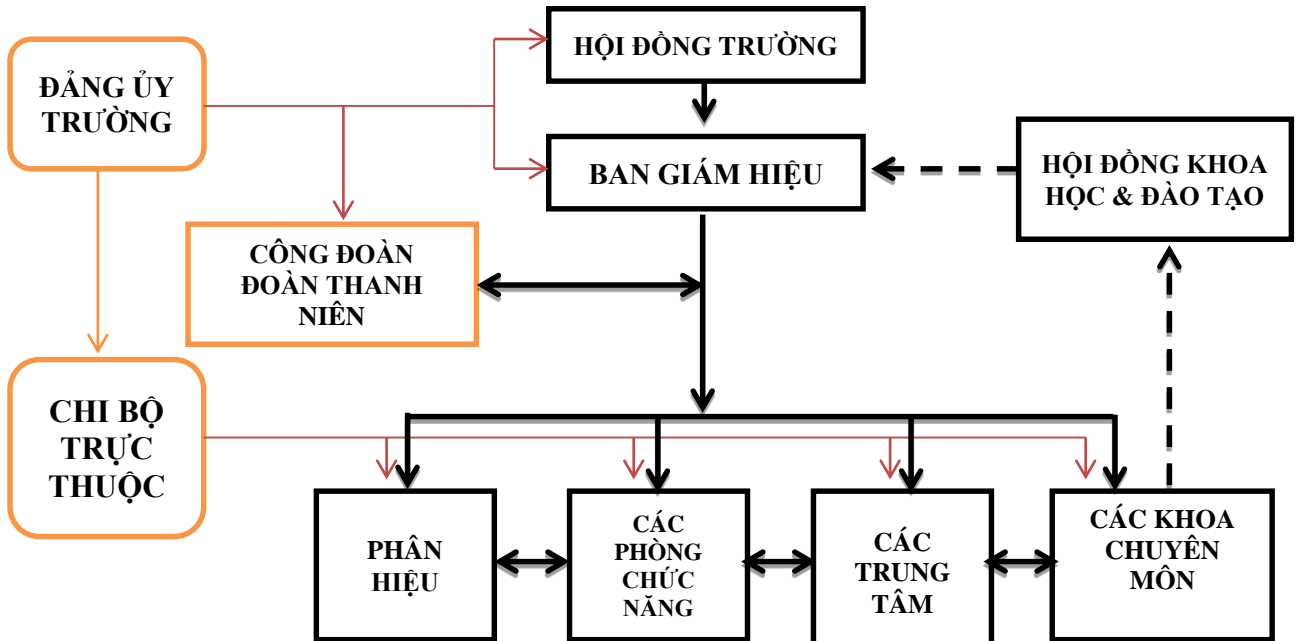 HỘI ĐỒNG TRƯỜNG
ĐẢNG ỦY
TRƯỜNG
BAN GIÁM HIỆU
HỘI ĐỒNG KHOA
HỌC & ĐÀO TẠO
CÔNG ĐOÀN
ĐOÀN THANH
NIÊN
CHI BỘ
TRỰC
THUỘC
PHÂN
HIỆU
CÁC
PHÒNG
CHỨC
NĂNG
CÁC
TRUNG
TÂM
CÁC KHOA
CHUYÊN
MÔN